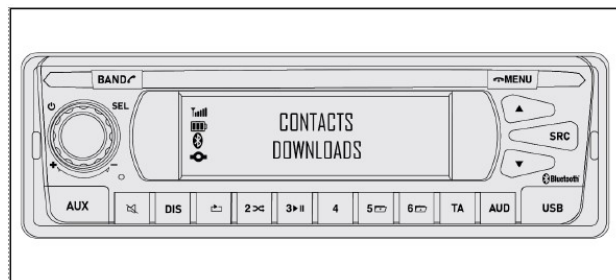 BAND MENU
SEL
CONTACTS
DOWNLOADS
SRC
+ -
Bluetooth
AUX DIS 2 3 4 5 6 TA AUD USB